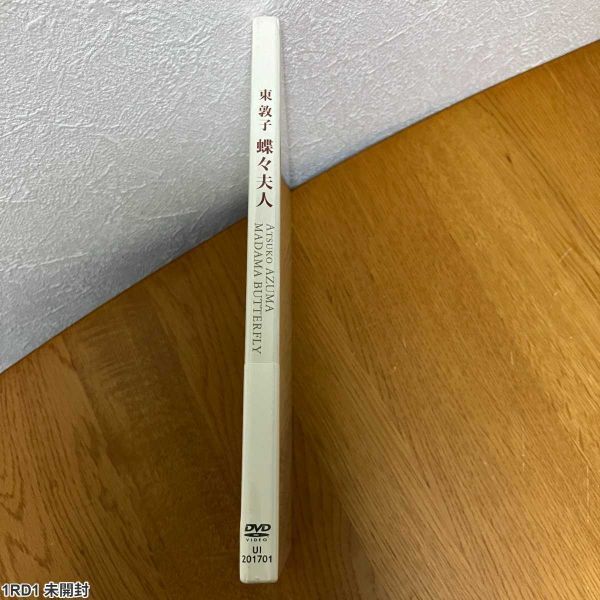 東敦子 蝶々夫人
ATSUKO AZUMA
MADAMA BUTTERFLY
DVD
VIDEO
UI
201701
1RD1 未開封